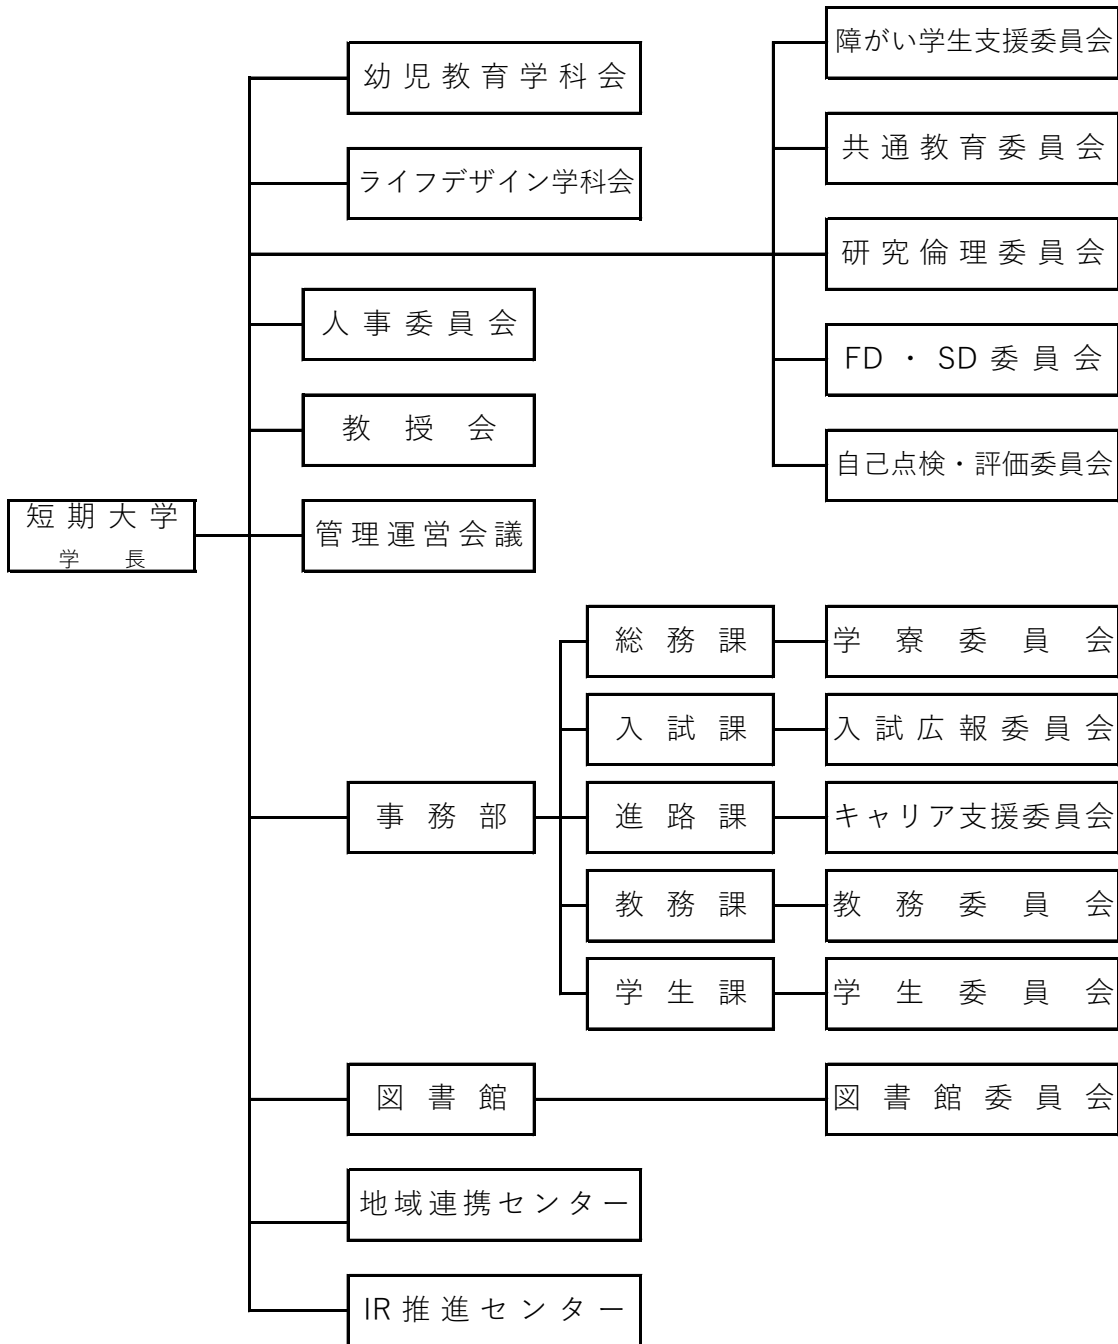 障がい学生支援委員会
幼児教育学科会
共通教育委員会
ライフデザイン学科会
研究倫理委員会
人事委員会
FD・SD委員会
教授会
自己点検・評価委員会
短期大学
学長
管理運営会議
総務課
学寮委員会
入試課
入試広報委員会
事務部
進路課
キャリア支援委員会
教務課
教務委員会
学生課
学生委員会
図書館
図書館委員会
地域連携センター
IR推進センター